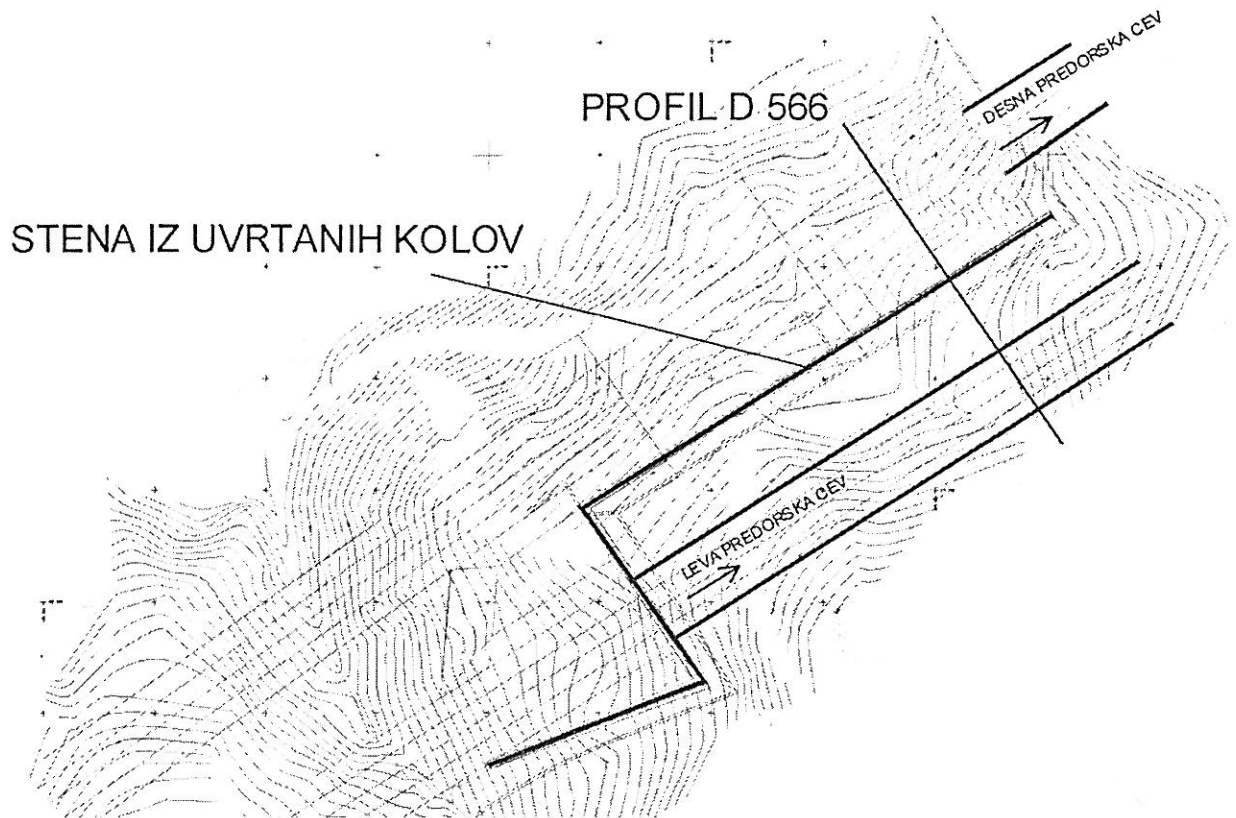 DESNA PREDORSKA CEV
PROFIL D 566
STENA IZ UVRTANIH KOLOV
LEVA PREDORSKA CEV